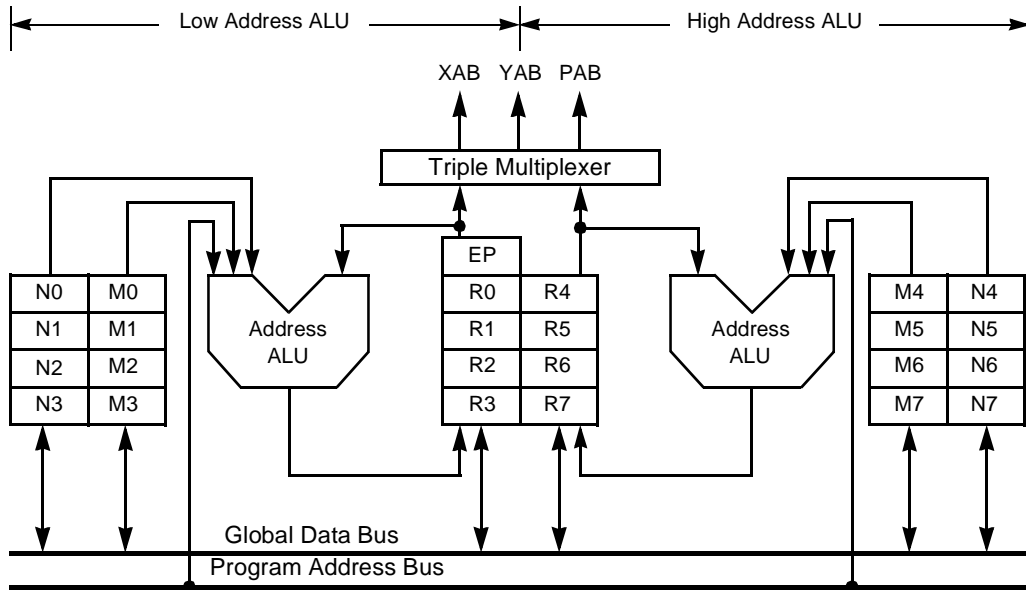 Low Address ALU
High Address ALU
XAB YAB PAB
Triple Multiplexer
EP
N0 M0
R0 R4
M4 N4
N1 M1
Address
ALU
R1 R5
Address
ALU
M5 N5
N2 M2
R2 R6
M6 N6
N3 M3
R3 R7
M7 N7
Global Data Bus
Program Address Bus